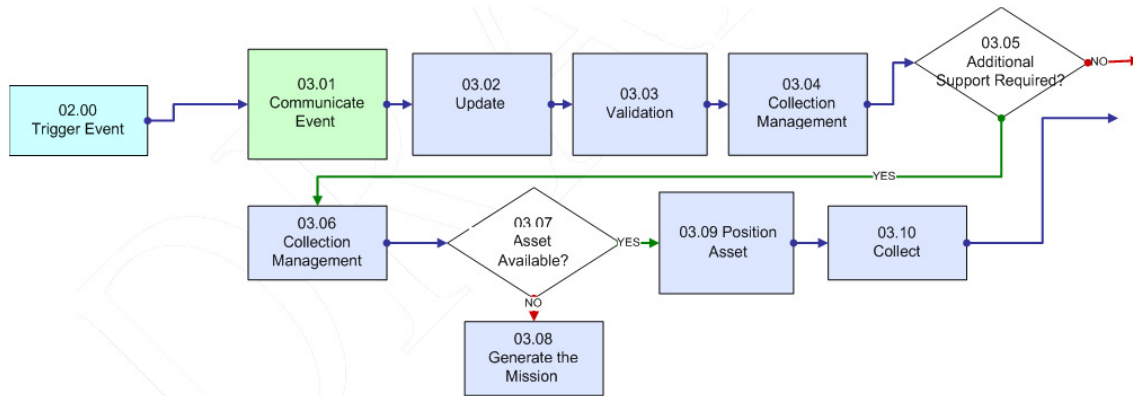 02.00
Trigger Event
03.01
Communicate
Event
03.02
Update
03.03
Validation
03.04
Collection
Management
03.05
Additional
Support Required?
NO
YES
03.06
Collection
Management
03.07
Asset
Available?
YES
NO
03.08
Generate the
Mission
03.09 Position
Asset
03.10
Collect